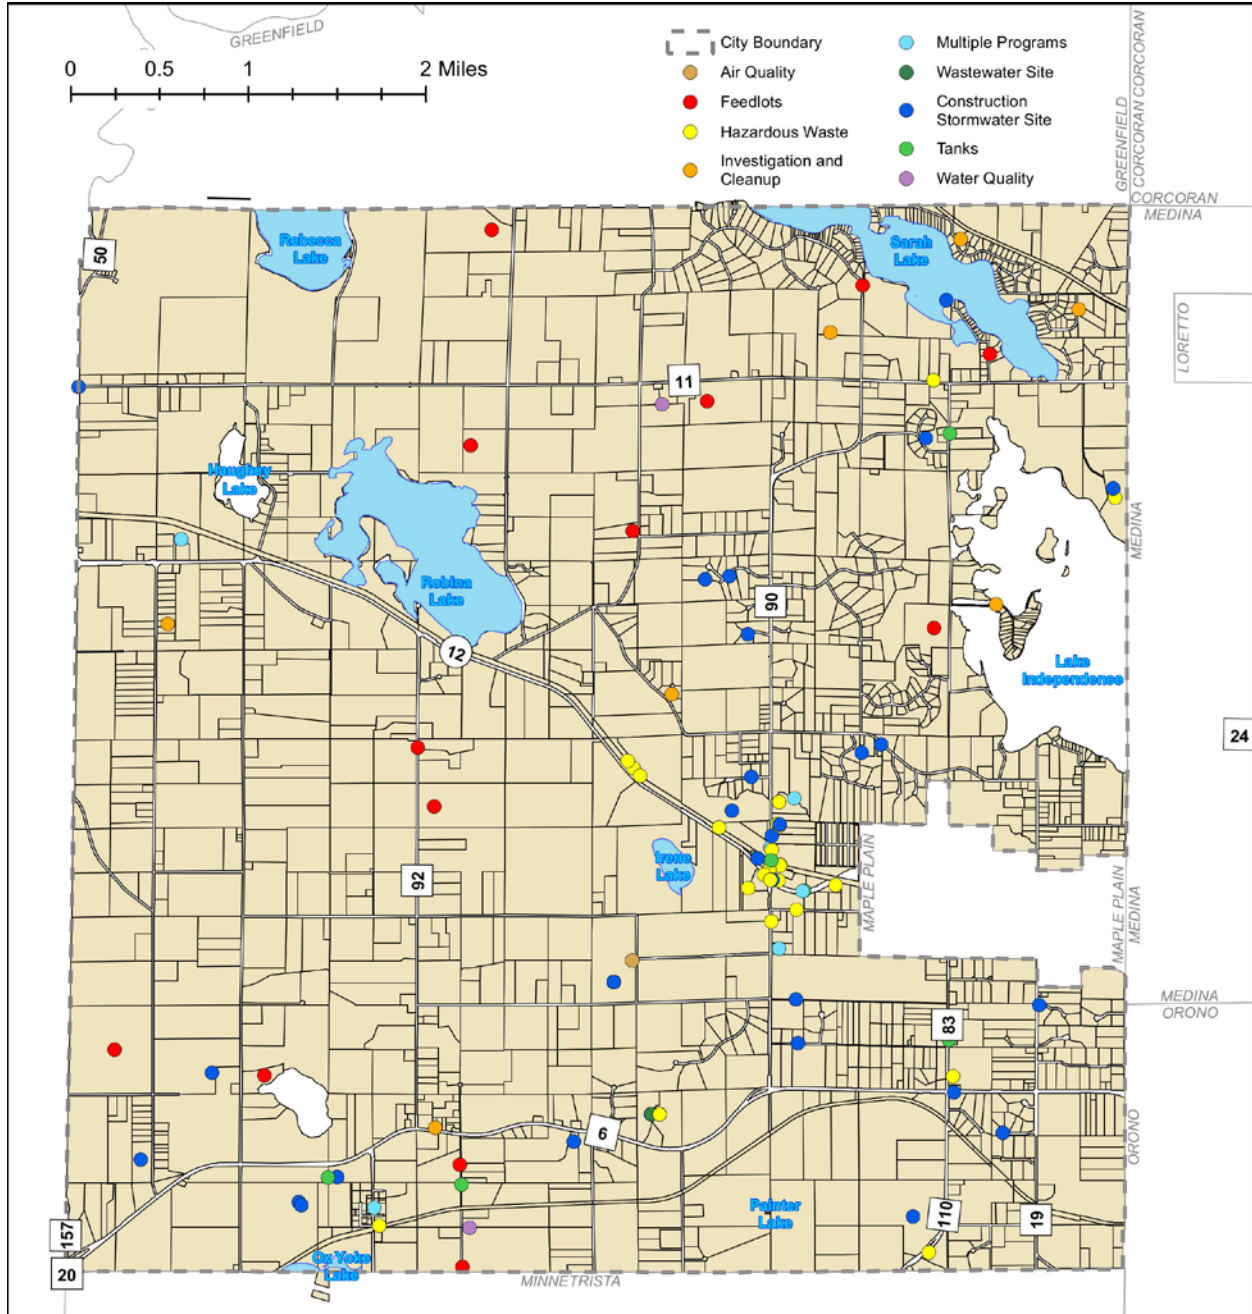 GREENFIELD
0 0.5 1 2 Miles
City Boundary
Air Quality
Feedlots
Hazardous Waste
Investigation and
Cleanup
Multiple Programs
Wastewater Site
Construction
Stormwater Site
Tanks
Water Quality
GREENFIELD
CORCORAN CORCORAN
CORCORAN
MEDINA
50
Rebecca
Lake
Sarah
Lake
LORETTO
11
Haughey
Lake
MEDINA
Robina
Lake
90
12
Lake
Independence
24
Irene
Lake
92
MAPLE PLAIN
MAPLE PLAIN
MEDINA
MEDINA
ORONO
83
6
ORONO
Painter
Lake
110
19
157
20
Ox Yoke
Lake
MINNETRISTA